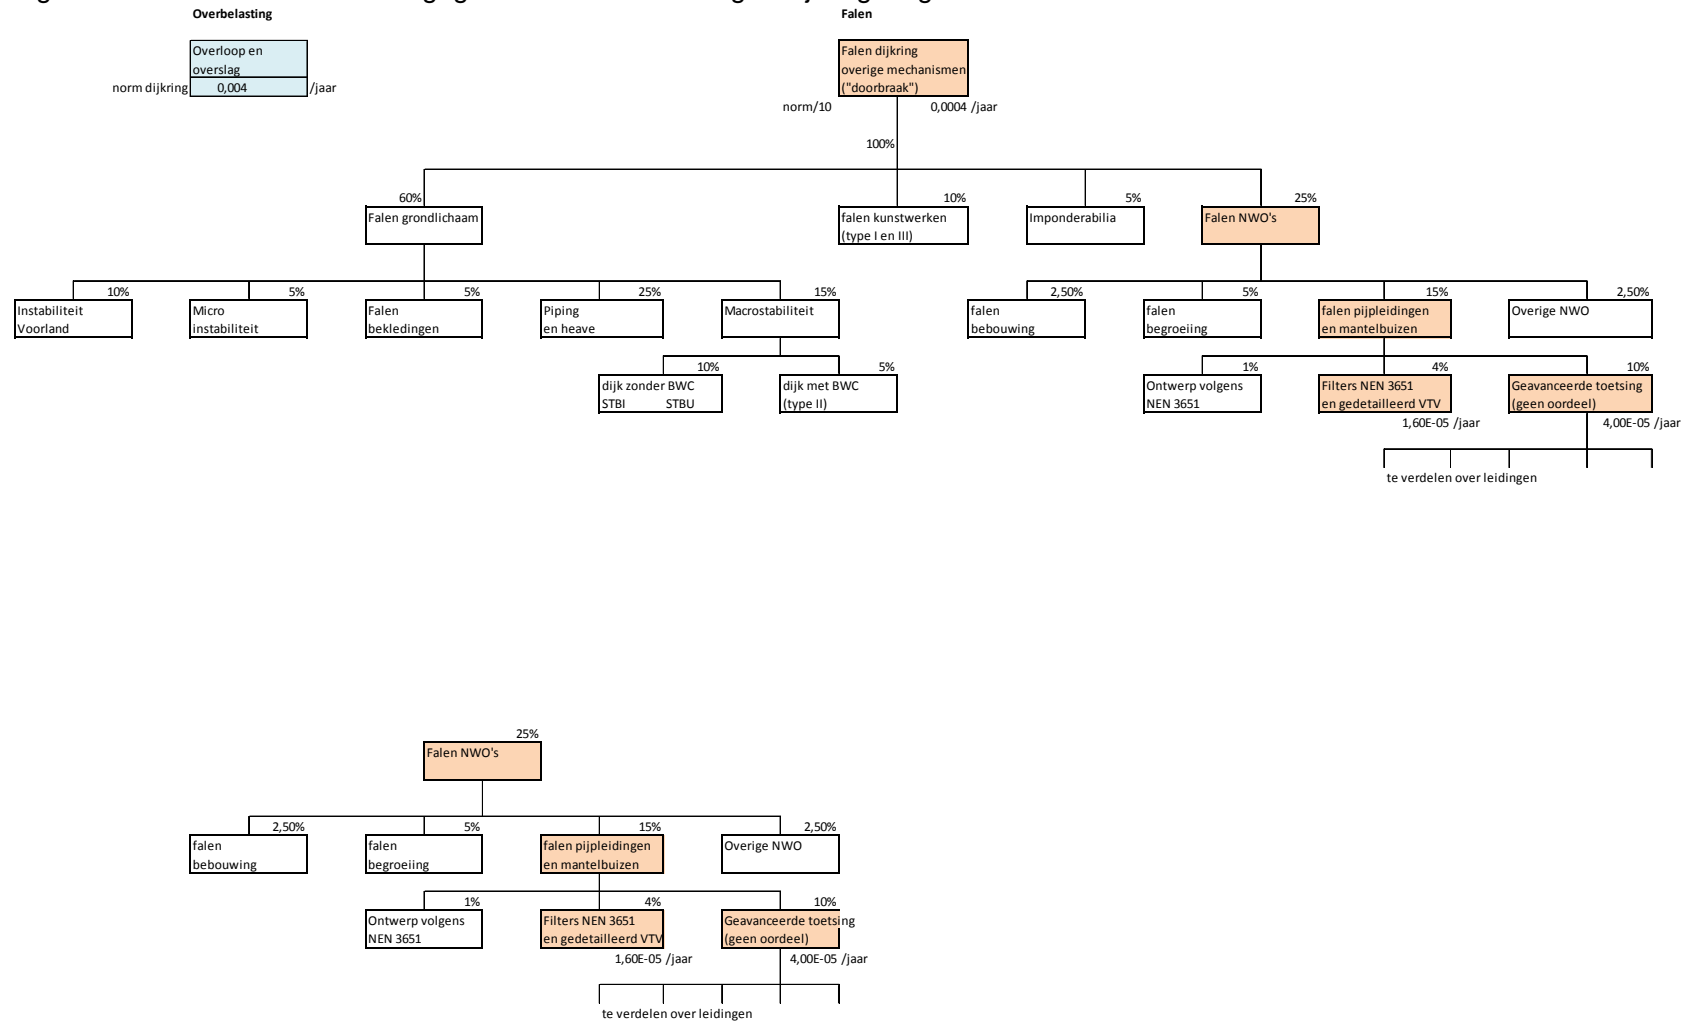 Overbelasting
Falen
Overloop en
overslag
norm dijkring 0,004 /jaar
Falen dijkring
overige mechanismen
("doorbraak")
norm/10 0,0004 /jaar
100%
60%
Falen grondlichaam
10%
falen kunstwerken
(type I en III)
5%
Imponderabilia
25%
Falen NWO's
10%
Instabiliteit
Voorland
5%
Micro
instabiliteit
5%
Falen
bekledingen
25%
Piping
en heave
15%
Macrostabiliteit
2,50%
falen
bebouwing
5%
falen
begroeiing
15%
falen pijpleidingen
en mantelbuizen
2,50%
Overige NWO
10%
dijk zonder BWC
STBI STBU
5%
dijk met BWC
(type II)
1%
Ontwerp volgens
NEN 3651
4%
Filters NEN 3651
en gedetailleerd VTV
1,60E-05 /jaar
10%
Geavanceerde toetsing
(geen oordeel)
4,00E-05 /jaar
te verdelen over leidingen
25%
Falen NWO's
2,50%
falen
bebouwing
5%
falen
begroeiing
15%
falen pijpleidingen
en mantelbuizen
2,50%
Overige NWO
1%
Ontwerp volgens
NEN 3651
4%
Filters NEN 3651
en gedetailleerd VTV
1,60E-05 /jaar
10%
Geavanceerde toetsing
(geen oordeel)
4,00E-05 /jaar
te verdelen over leidingen